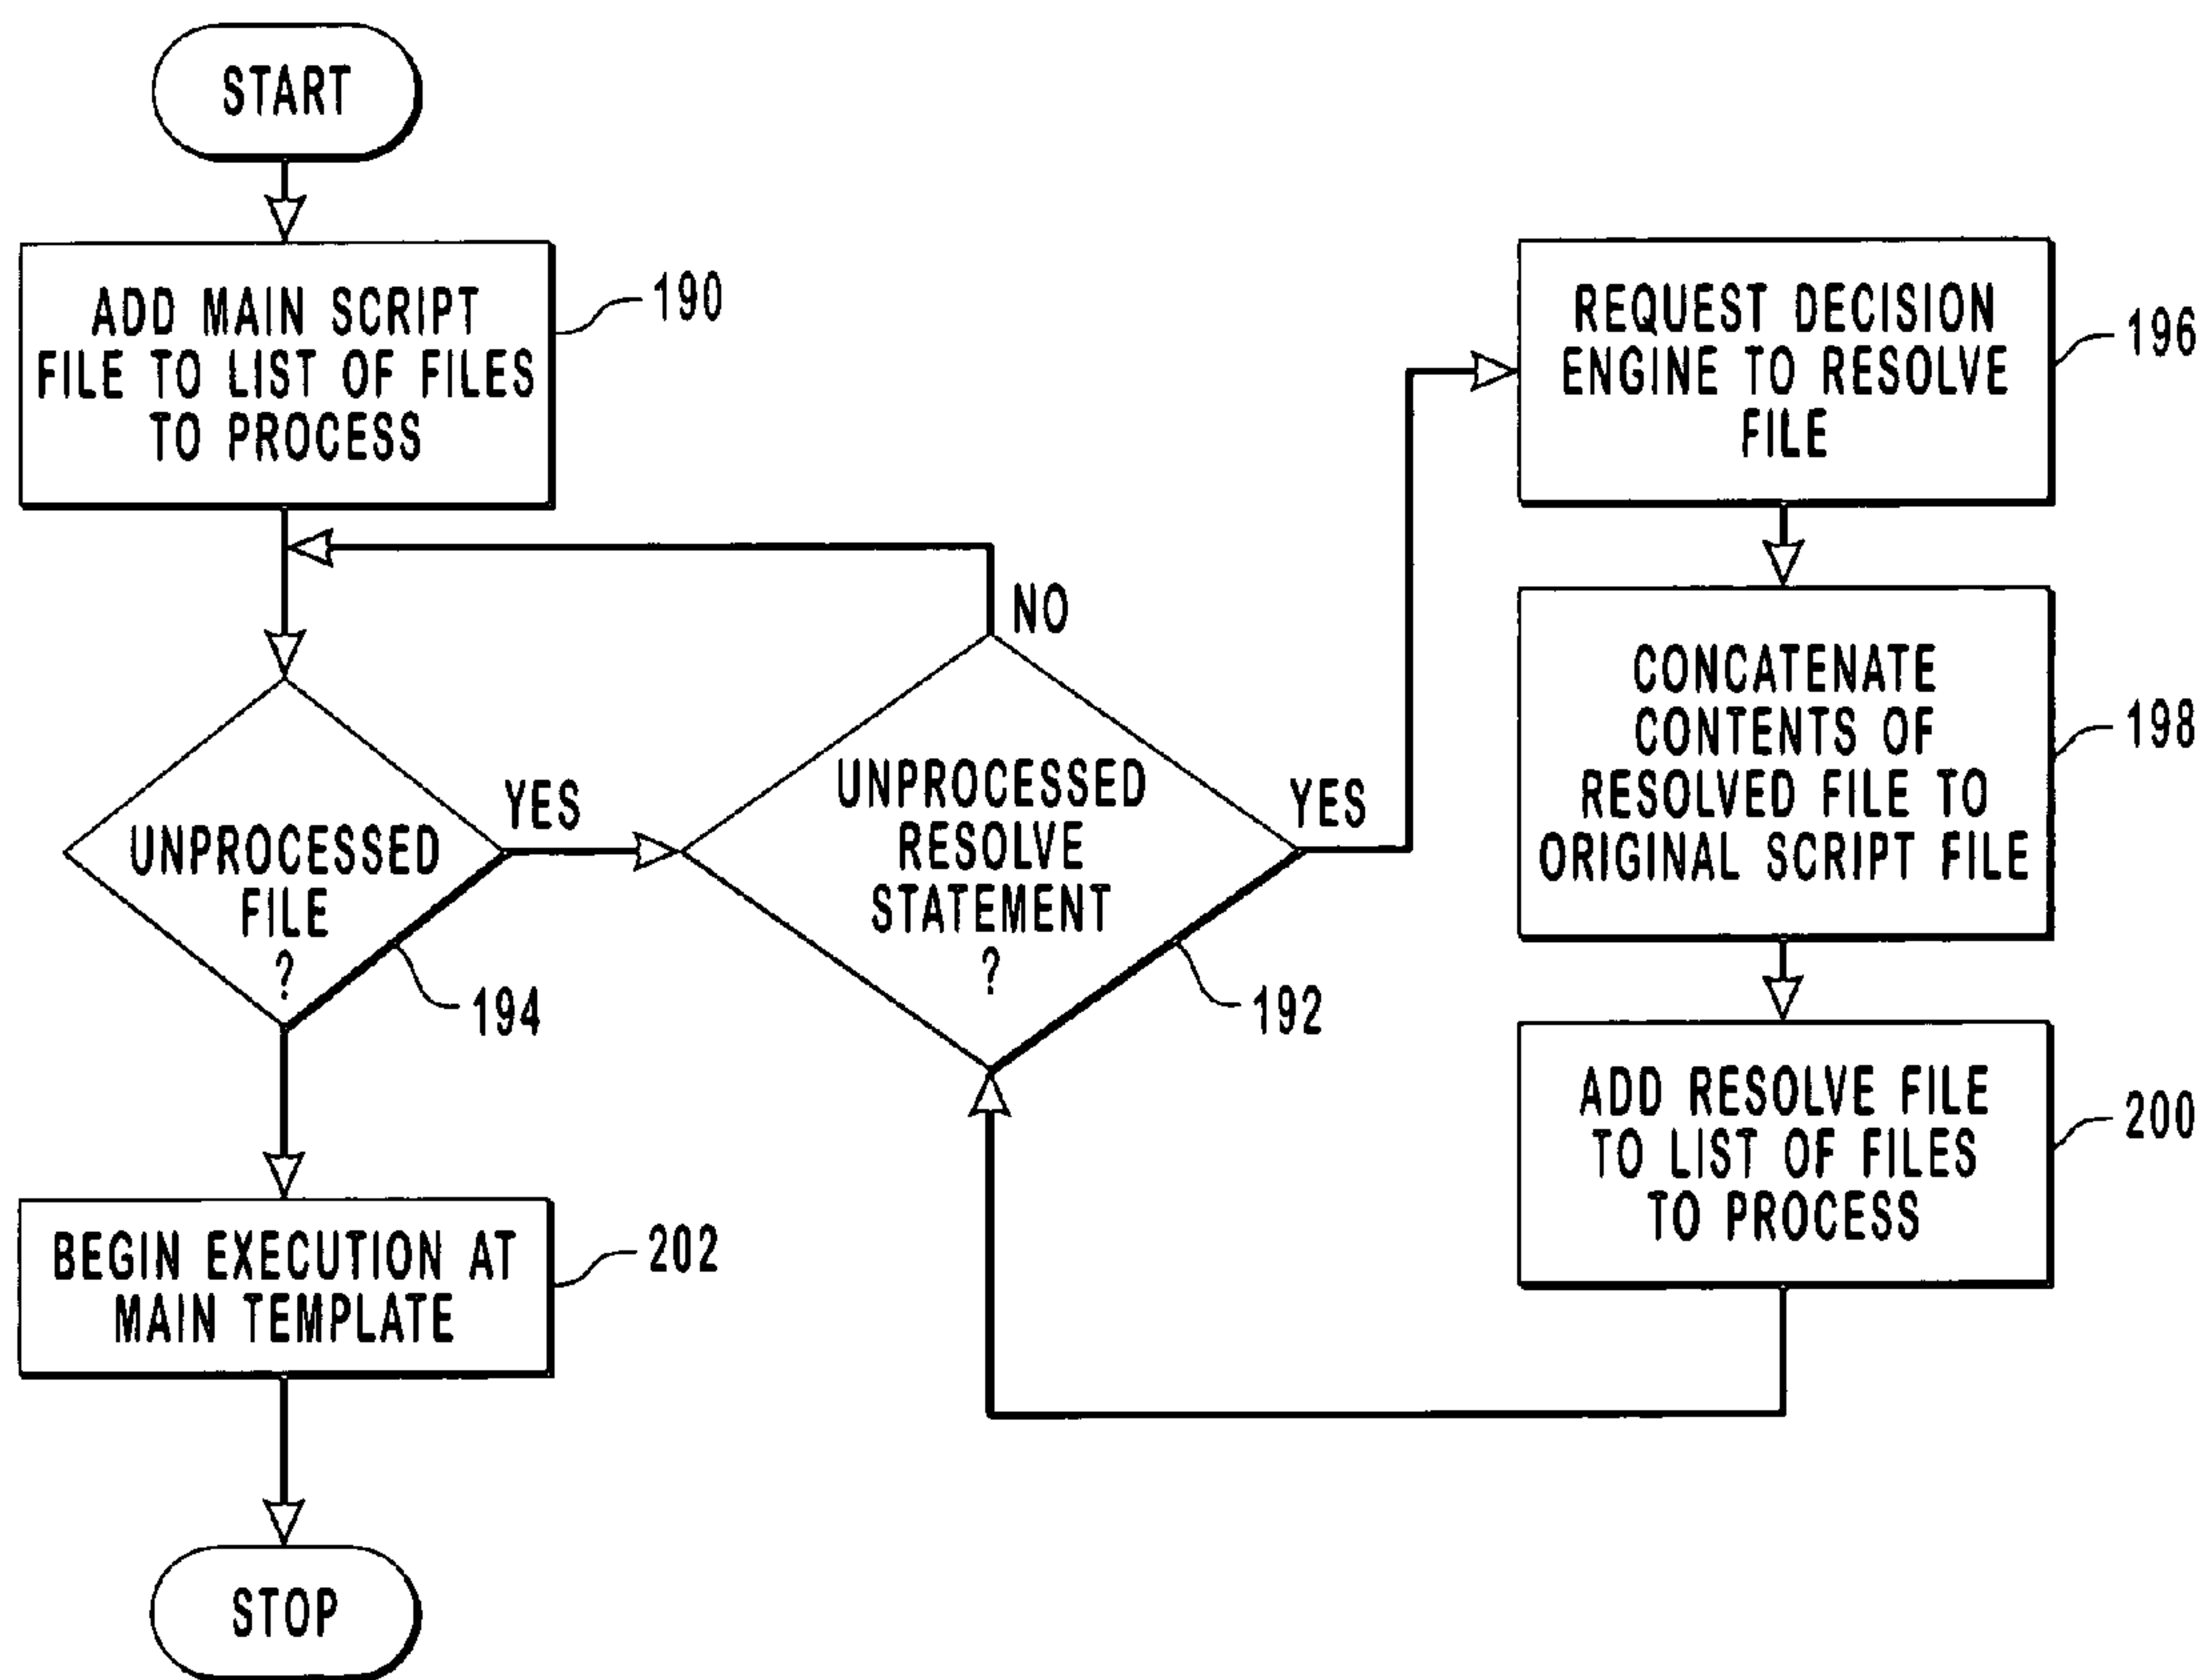 START
ADD MAIN SCRIPT
FILE TO LIST OF FILES
TO PROCESS
190
UNPROCESSED
FILE
?
YES
194
UNPROCESSED
RESOLVE
STATEMENT
?
NO
YES
192
REQUEST DECISION
ENGINE TO RESOLVE
FILE
196
CONCATENATE
CONTENTS OF
RESOLVED FILE TO
ORIGINAL SCRIPT FILE
198
ADD RESOLVE FILE
TO LIST OF FILES
TO PROCESS
200
BEGIN EXECUTION AT
MAIN TEMPLATE
202
STOP